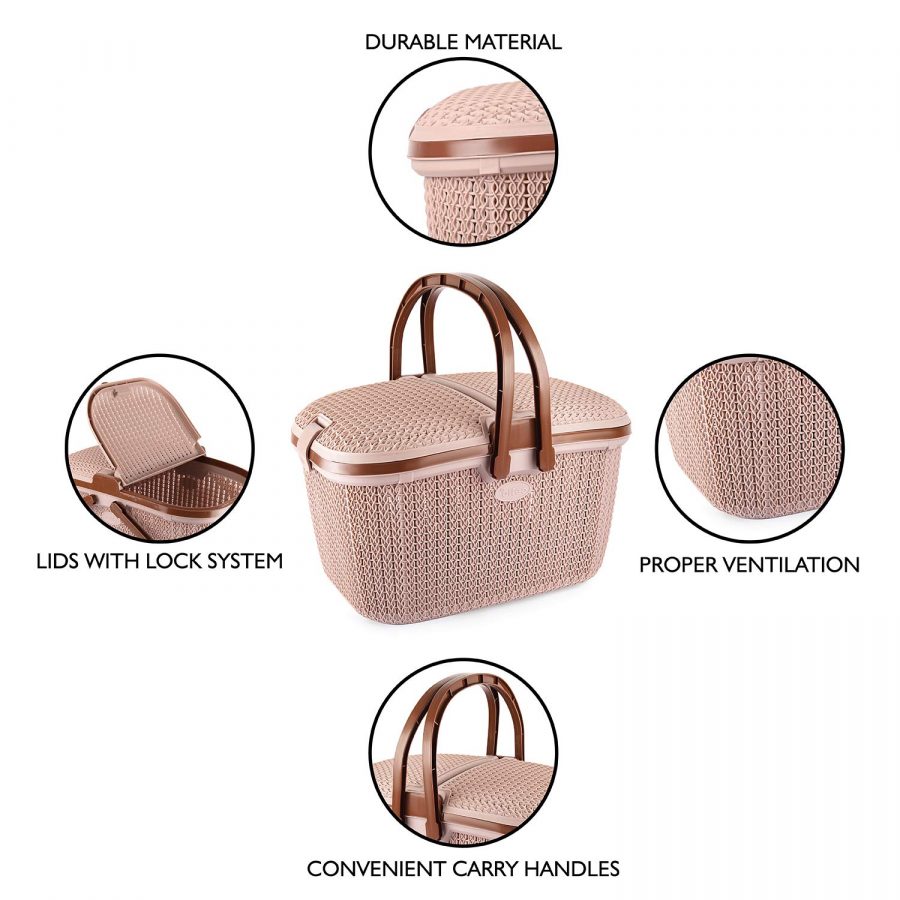 DURABLE MATERIAL
LIDS WITH LOCK SYSTEM
PROPER VENTILATION
CONVENIENT CARRY HANDLES